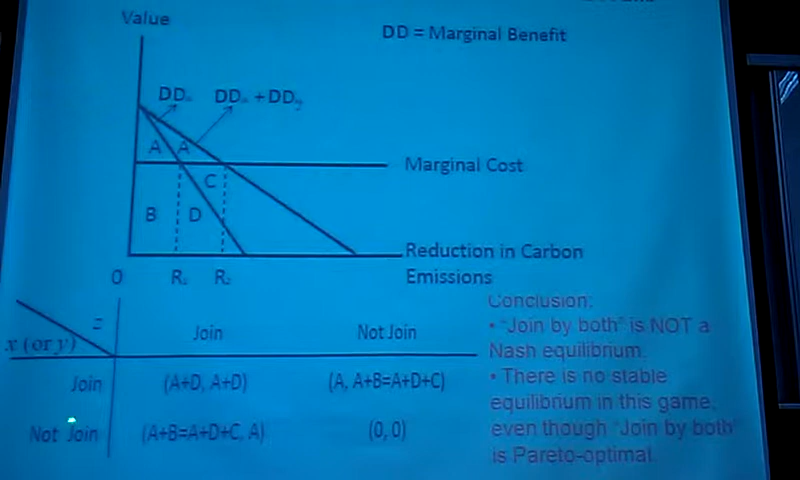 Value
DD = Marginal Benefit
DD
DD + DD
A
A
Marginal Cost
C
B
D
Reduction in Carbon
Emissions
O
R
R
z
x (or y)
Join
Not Join
Join
(A+D, A+D)
(A, A+B=A+D+C)
Not Join
(A+B=A+D+C, A)
(0, 0)
Conclusion:
• "Join by both" is NOT a
Nash equilibrium.
• There is no stable
equilibrium in this game,
even though "Join by both"
is Pareto-optimal.